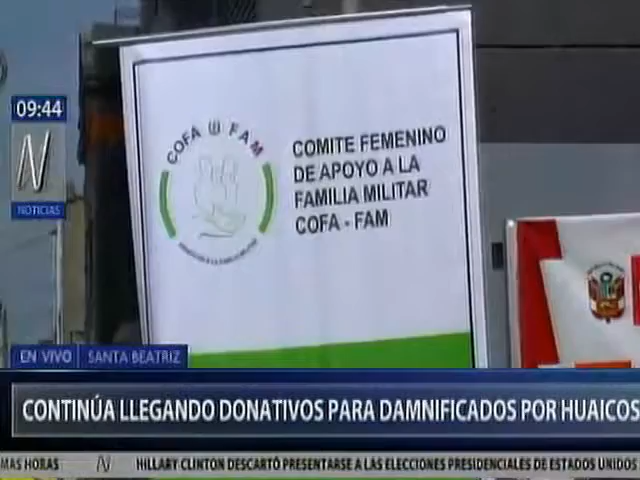 09:44
N
NOTICIAS
COFA FAM
COMITE FEMENINO
DE APOYO A LA
FAMILIA MILITAR
COFA - FAM
EN VIVO SANTA BEATRIZ
CONTINÚA LLEGANDO DONATIVOS PARA DAMNIFICADOS POR HUAICOS
MAS HORAS N HILLARY CLINTON DESCARTÓ PRESENTARSE A LAS ELECCIONES PRESIDENCIALES DE ESTADOS UNIDOS